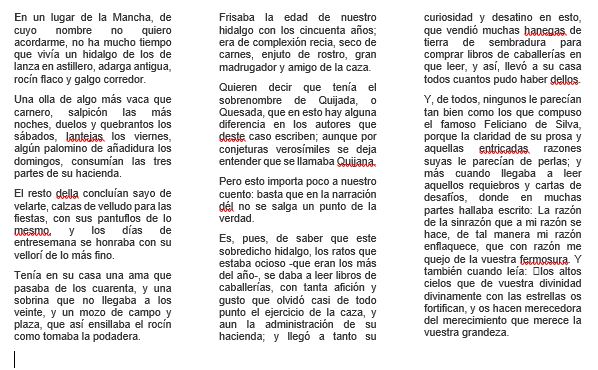 En un lugar de la Mancha, de
cuyo nombre no quiero
acordarme, no ha mucho tiempo
que vivía un hidalgo de los de
lanza en astillero, adarga antigua,
rocín flaco y galgo corredor.
Una olla de algo más vaca que
carnero, salpicón las más
noches, duelos y quebrantos los
sábados, lantejas los viernes,
algún palomino de añadidura los
domingos, consumían las tres
partes de su hacienda.
El resto della concluían sayo de
velarte, calzas de velludo para las
fiestas, con sus pantuflos de lo
mesmo, y los días de
entresemana se honraba con su
vellorí de lo más fino.
Tenía en su casa una ama que
pasaba de los cuarenta, y una
sobrina que no llegaba a los
veinte, y un mozo de campo y
plaza, que así ensillaba el rocín
como tomaba la podadera.
Frisaba la edad de nuestro
hidalgo con los cincuenta años;
era de complexión recia, seco de
carnes, enjuto de rostro, gran
madrugador y amigo de la caza.
Quieren decir que tenía el
sobrenombre de Quijada, o
Quesada, que en esto hay alguna
diferencia en los autores que
deste caso escriben; aunque por
conjeturas verosímiles se deja
entender que se llamaba Quijana.
Pero esto importa poco a nuestro
cuento: basta que en la narración
dél no se salga un punto de la
verdad.
Es, pues, de saber que este
sobredicho hidalgo, los ratos que
estaba ocioso -que eran los más
del año-, se daba a leer libros de
caballerías, con tanta afición y
gusto que olvidó casi de todo
punto el ejercicio de la caza, y
aun la administración de su
hacienda; y llegó a tanto su
curiosidad y desatino en esto,
que vendió muchas hanegas de
tierra de sembradura para
comprar libros de caballerías en
que leer, y así, llevó a su casa
todos cuantos pudo haber dellos.
Y, de todos, ningunos le parecían
tan bien como los que compuso
el famoso Feliciano de Silva,
porque la claridad de su prosa y
aquellas entricadas razones
suyas le parecían de perlas; y
más cuando llegaba a leer
aquellos requiebros y cartas de
desafíos, donde en muchas
partes hallaba escrito: La razón
de la sinrazón que a mi razón se
hace, de tal manera mi razón
enflaquece, que con razón me
quejo de la vuestra fermosura. Y
también cuando leía: los altos
cielos que de vuestra divinidad
divinamente con las estrellas os
fortifican, y os hacen merecedora
del merecimiento que merece la
vuestra grandeza.